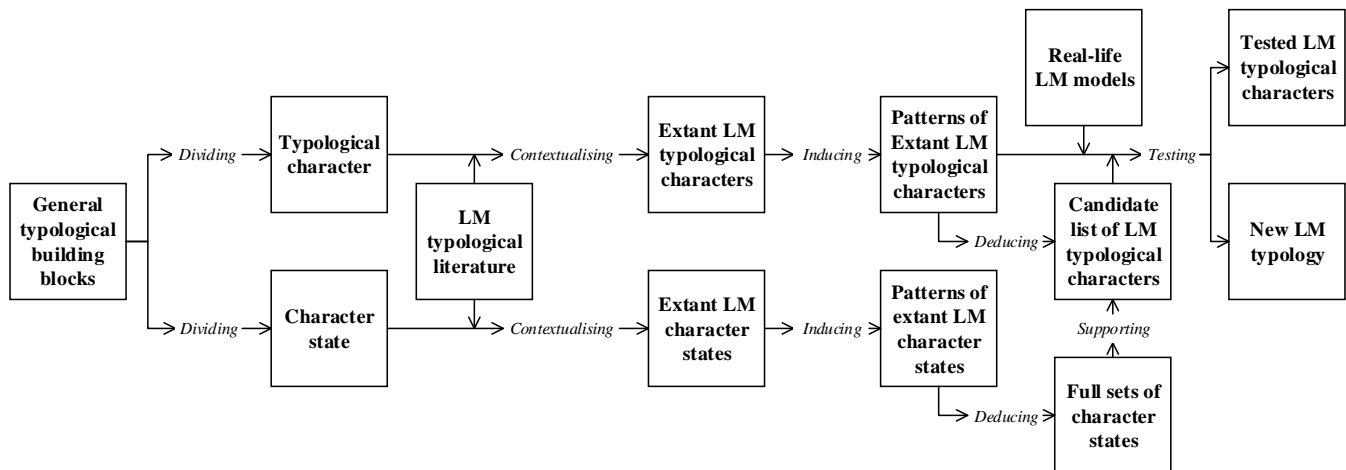 General
typological
building
blocks
Dividing
Typological
character
Dividing
Character
state
LM
typological
literature
Contextualising
Extant LM
typological
characters
Contextualising
Extant LM
character
states
Inducing
Patterns of
Extant LM
typological
characters
Inducing
Patterns of
extant LM
character
states
Deducing
Deducing
Real-life
LM models
Candidate
list of LM
typological
characters
Supporting
Full sets of
character
states
Testing
Tested LM
typological
characters
New LM
typology